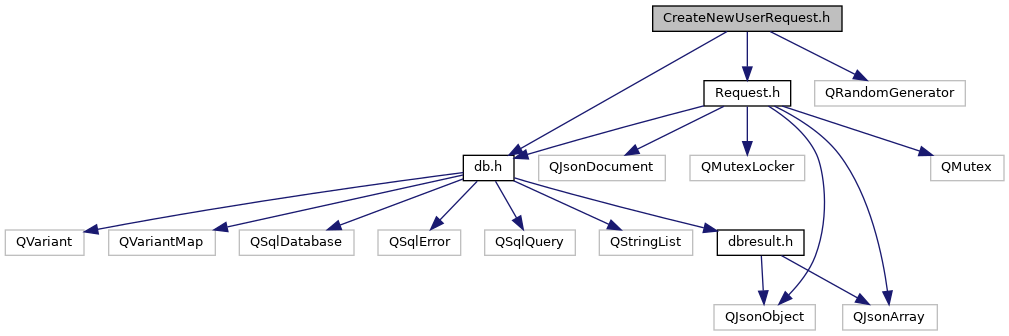 CreateNewUserRequest.h
Request.h
QRandomGenerator
db.h
QJsonDocument
QMutexLocker
QMutex
QVariant
QVariantMap
QSqlDatabase
QSqlError
QSqlQuery
QStringList
dbresult.h
QJsonObject
QJsonArray